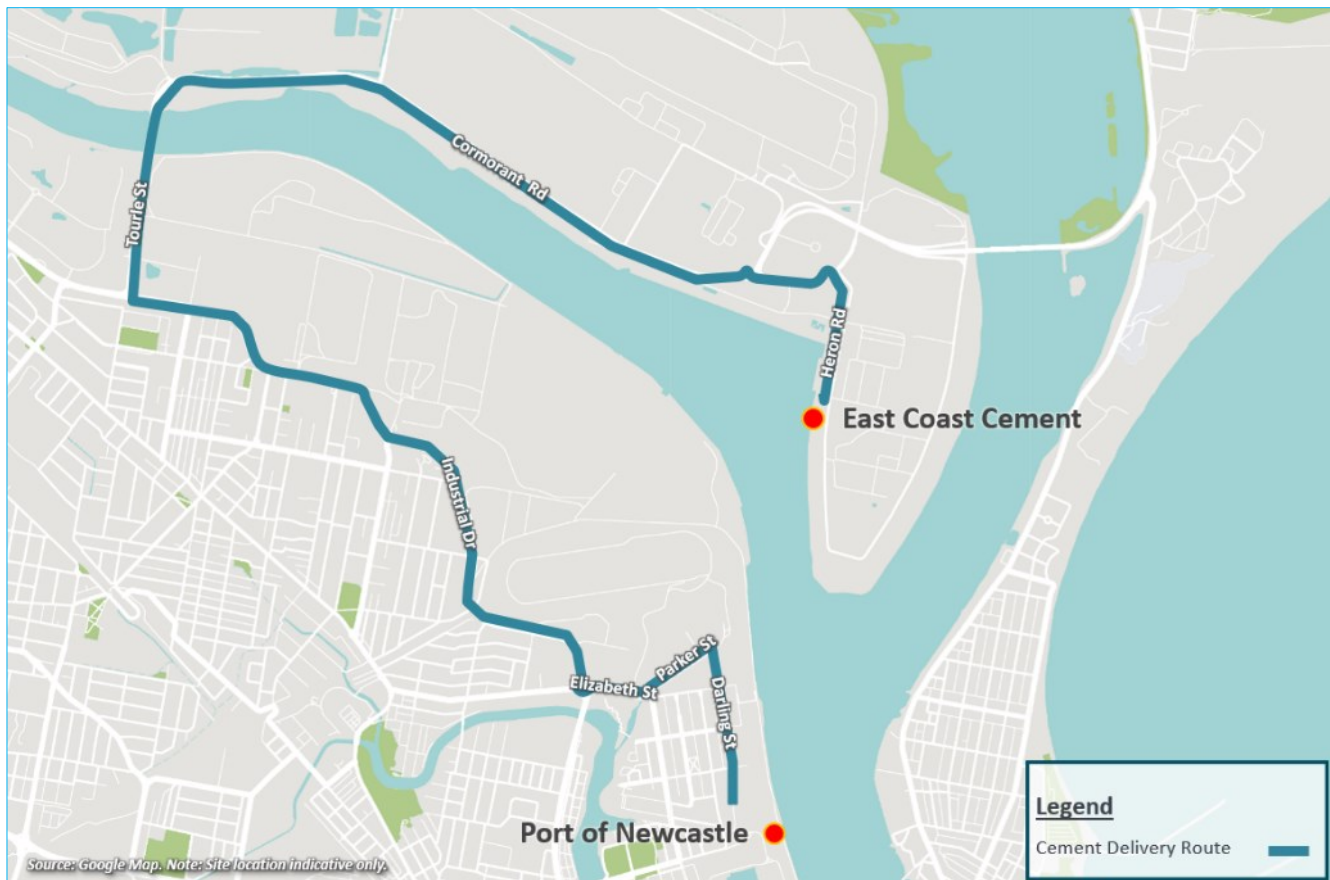 Cormorant Rd
Tourle St
Heron Rd
East Coast Cement
Industrial Dr
Parker St
Elizabeth St
Darling St
Legend
Port of Newcastle
Cement Delivery Route
Source: Google Map. Note: Site location indicative only.